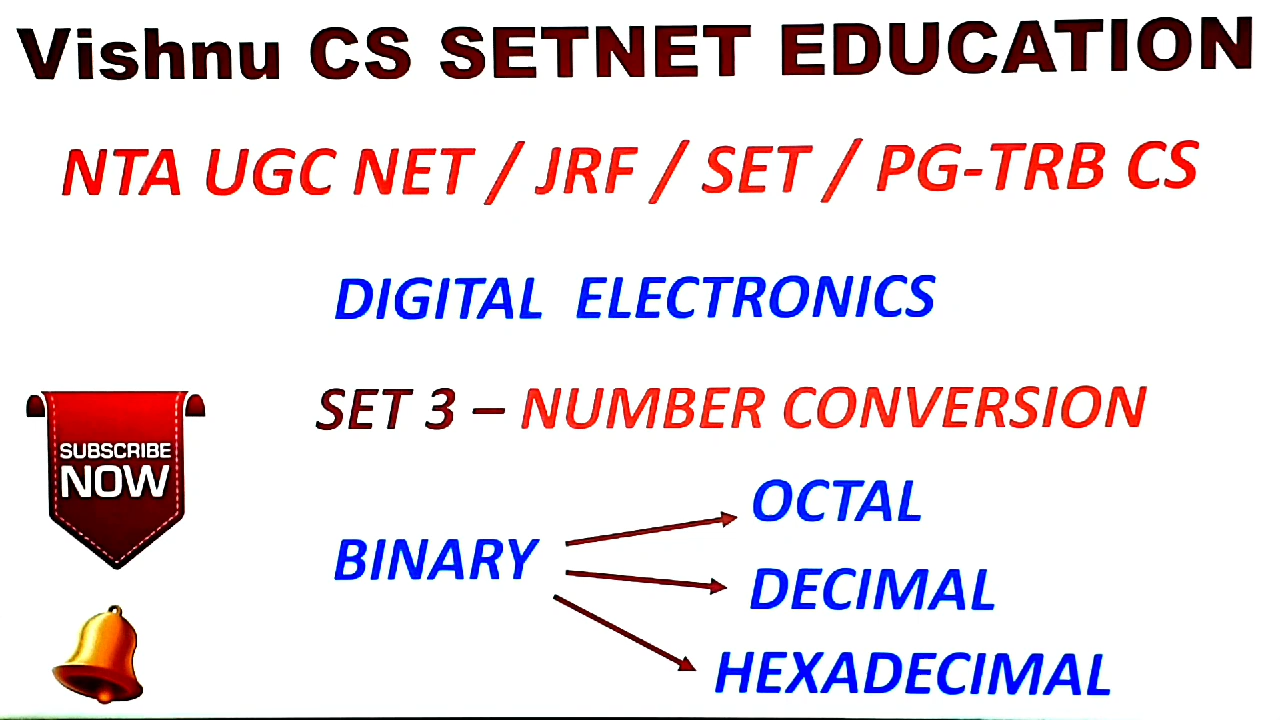 Vishnu CS SETNET EDUCATION
NTA UGC NET / JRF / SET / PG-TRB CS
DIGITAL ELECTRONICS
SET 3 – NUMBER CONVERSION
SUBSCRIBE
NOW
OCTAL
BINARY
DECIMAL
HEXADECIMAL